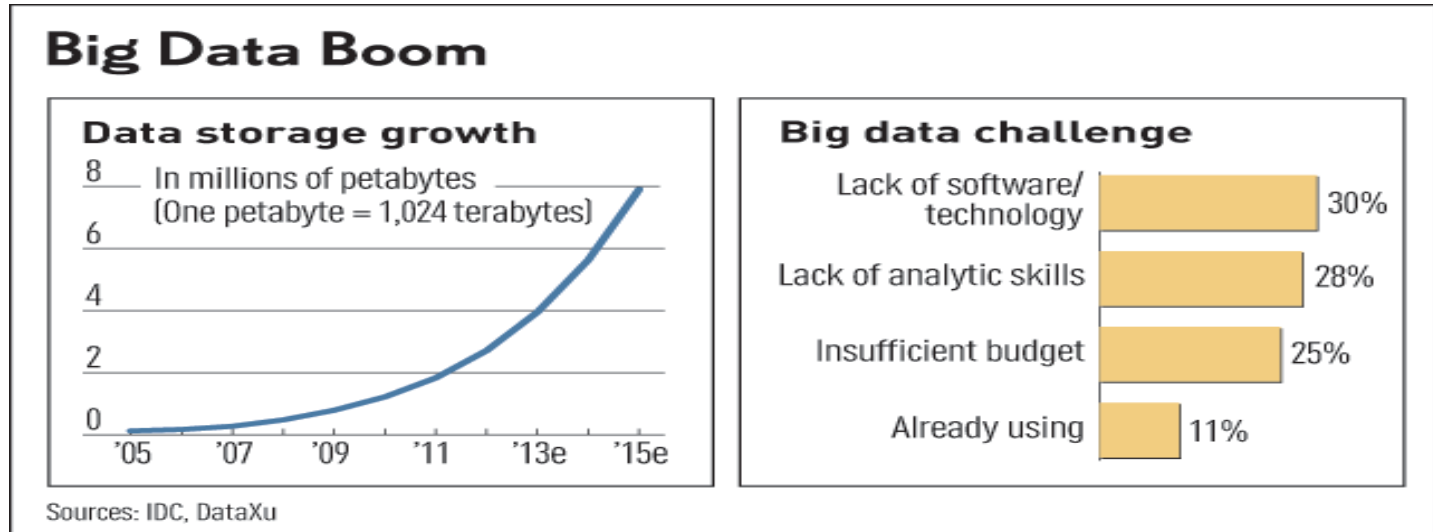 Big Data Boom
Data storage growth
8
In millions of petabytes
(One petabyte = 1,024 terabytes)
6
4
2
0
’05 ’07 ’09 ’11 ’13e ’15e
Big data challenge
Lack of software/
technology
30%
Lack of analytic skills
28%
Insufficient budget
25%
Already using
11%
Sources: IDC, DataXu